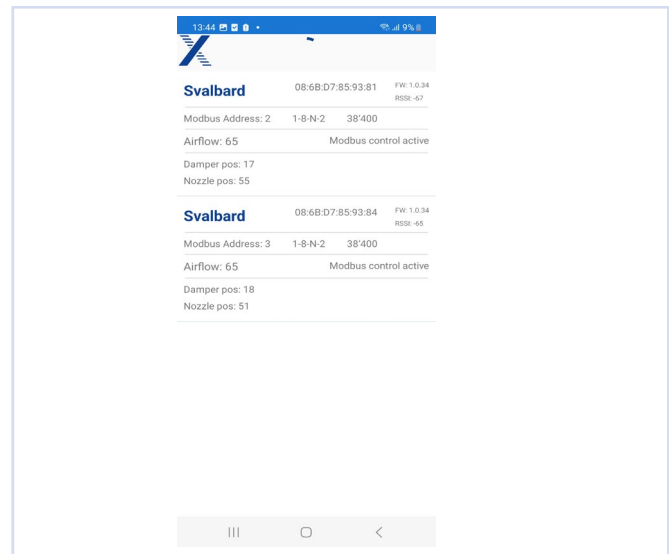 13:44 9%
Svalbard 08:6B:D7:85:93:81 FW: 1.0.34
RSSI: -67
Modbus Address: 2 1-8-N-2 38'400
Airflow: 65 Modbus control active
Damper pos: 17
Nozzle pos: 55
Svalbard 08:6B:D7:85:93:84 FW: 1.0.34
RSSI: -65
Modbus Address: 3 1-8-N-2 38'400
Airflow: 65 Modbus control active
Damper pos: 18
Nozzle pos: 51